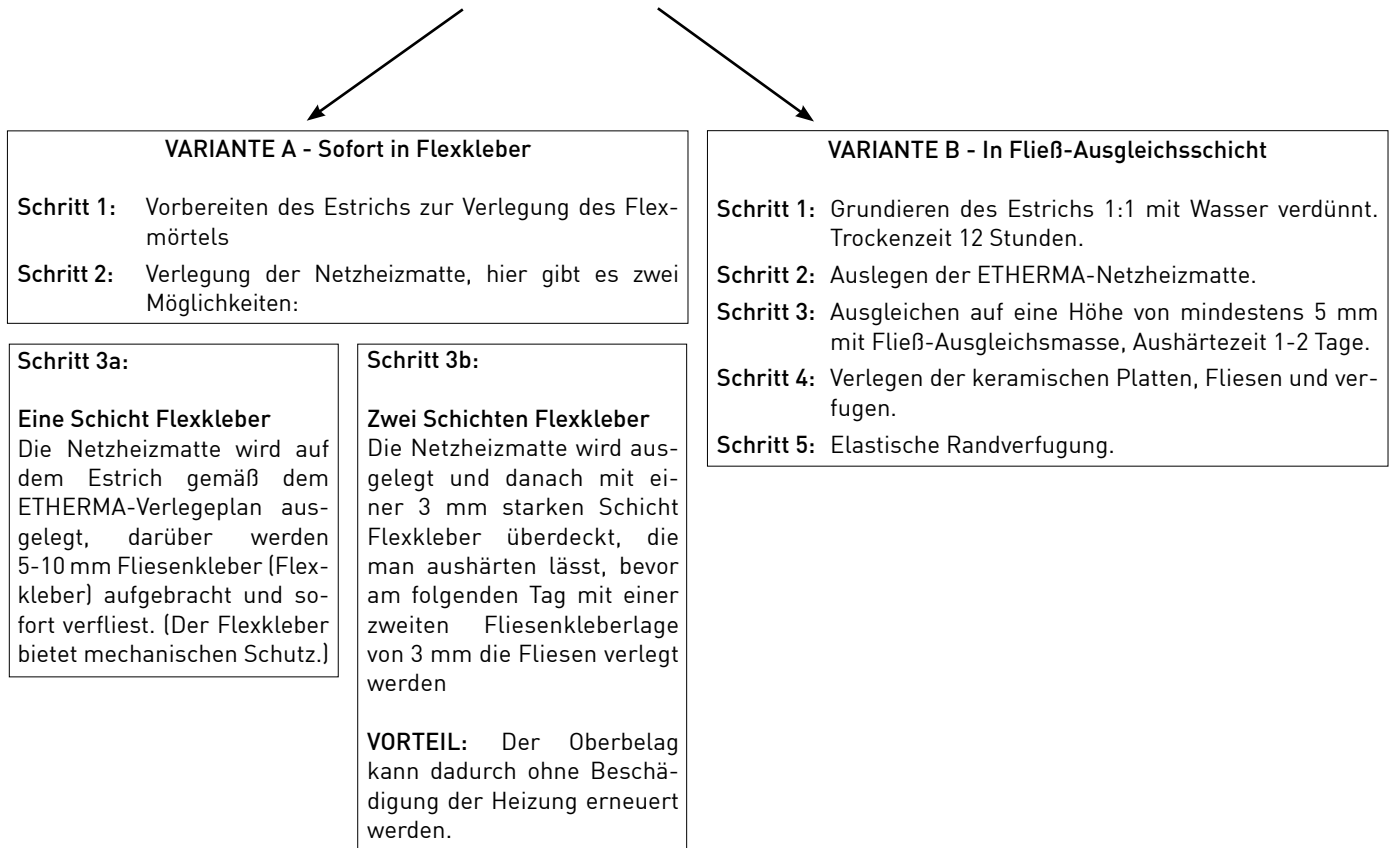 VARIANTE A - Sofort in Flexkleber
Schritt 1: Vorbereiten des Estrichs zur Verlegung des Flex-
mörtels
Schritt 2: Verlegung der Netzheizmatte, hier gibt es zwei
Möglichkeiten:
Schritt 3a:
Eine Schicht Flexkleber
Die Netzheizmatte wird auf
dem Estrich gemäß dem
ETHERMA-Verlegeplan aus-
gelegt, darüber werden
5-10 mm Fliesenkleber (Flex-
kleber) aufgebracht und so-
fort verfliest. (Der Flexkleber
bietet mechanischen Schutz.)
Schritt 3b:
Zwei Schichten Flexkleber
Die Netzheizmatte wird aus-
gelegt und danach mit ei-
ner 3 mm starken Schicht
Flexkleber überdeckt, die
man aushärten lässt, bevor
am folgenden Tag mit einer
zweiten Fliesenkleberlage
von 3 mm die Fliesen verlegt
werden
VORTEIL: Der Oberbelag
kann dadurch ohne Beschä-
digung der Heizung erneuert
werden.
VARIANTE B - In Fließ-Ausgleichsschicht
Schritt 1: Grundieren des Estrichs 1:1 mit Wasser verdünnt.
Trockenzeit 12 Stunden.
Schritt 2: Auslegen der ETHERMA-Netzheizmatte.
Schritt 3: Ausgleichen auf eine Höhe von mindestens 5 mm
mit Fließ-Ausgleichsmasse, Aushärtezeit 1-2 Tage.
Schritt 4: Verlegen der keramischen Platten, Fliesen und ver-
fugen.
Schritt 5: Elastische Randverfugung.